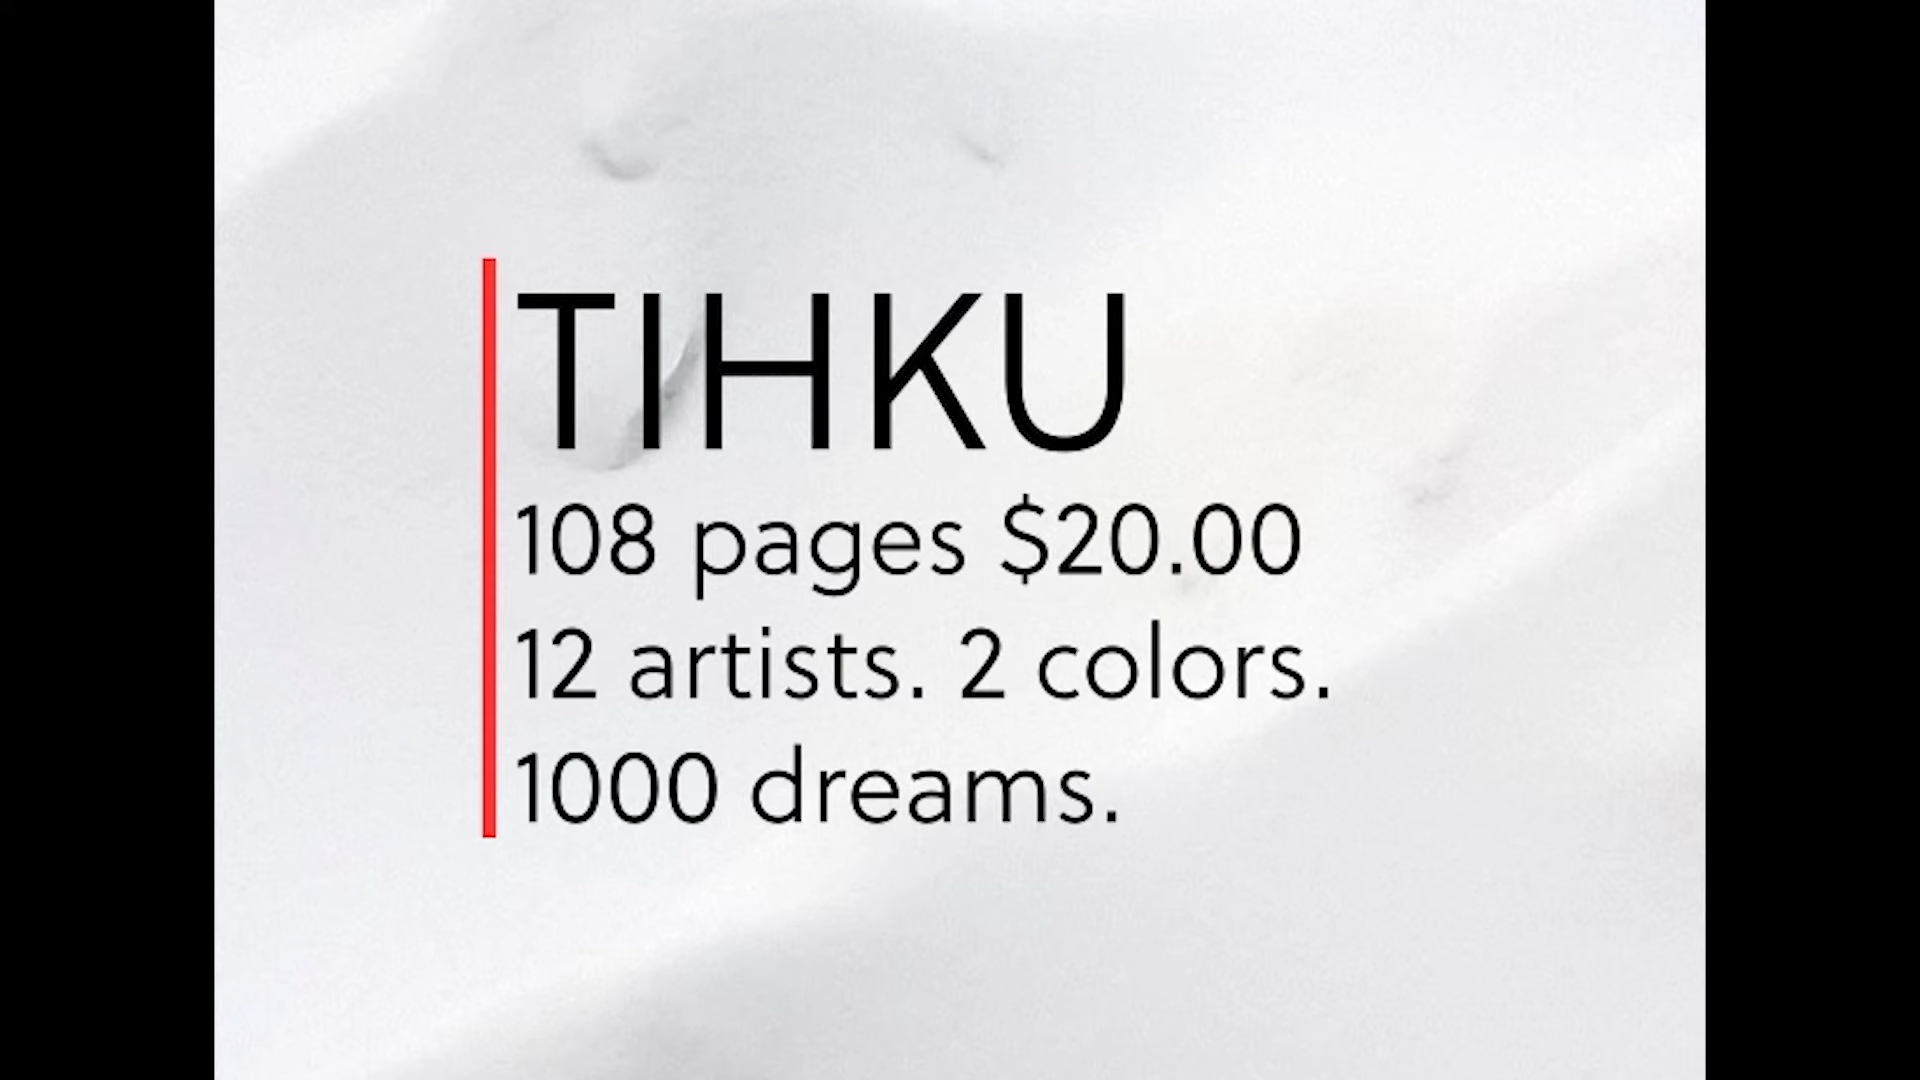 TIHKU
108 pages $20.00
12 artists. 2 colors.
1000 dreams.